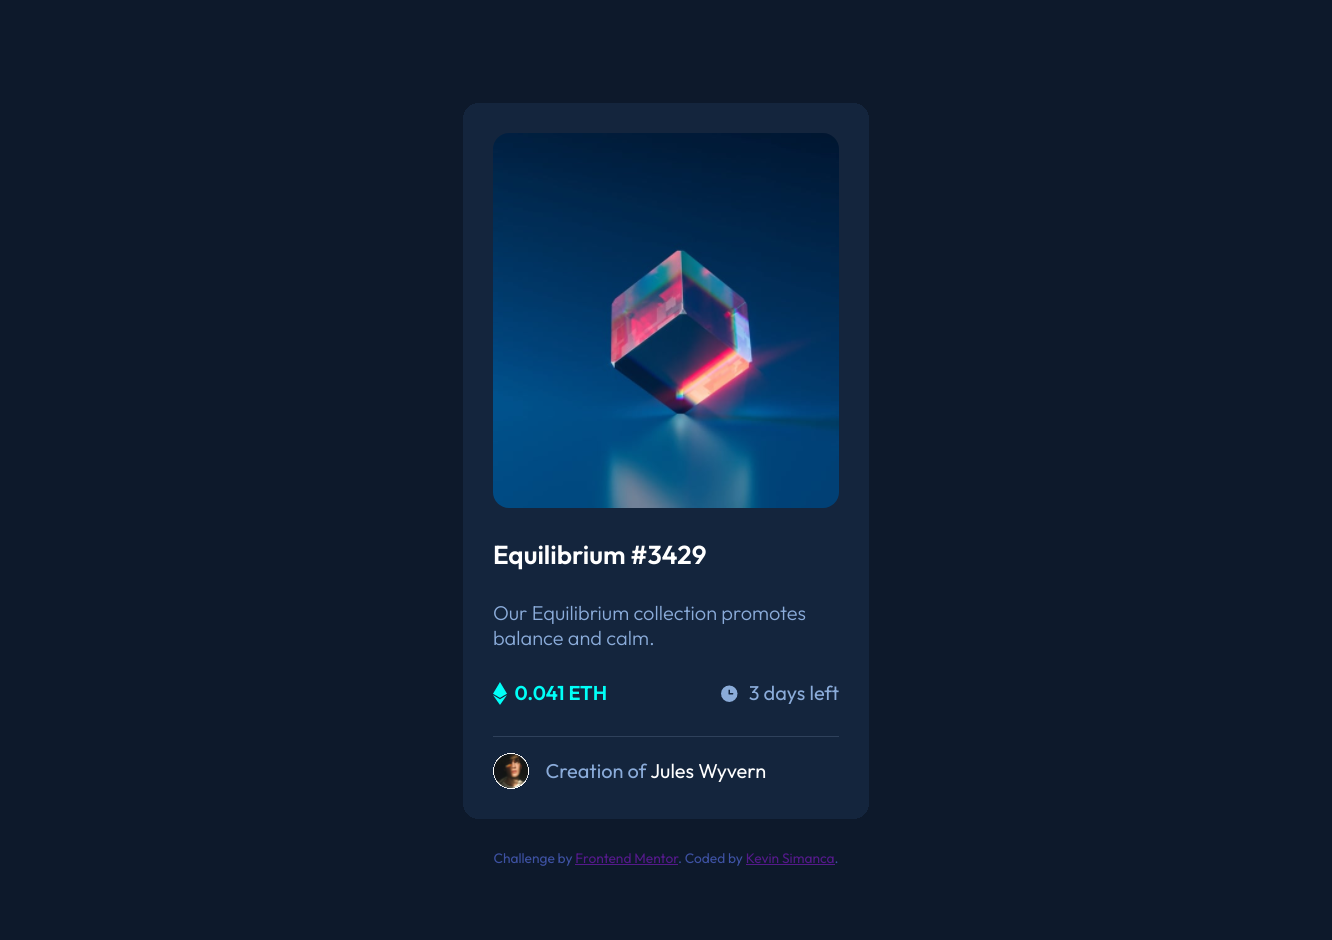 Equilibrium #3429
Our Equilibrium collection promotes
balance and calm.
0.041 ETH
3 days left
Creation of Jules Wyvern
Challenge by Frontend Mentor. Coded by Kevin Simanca.